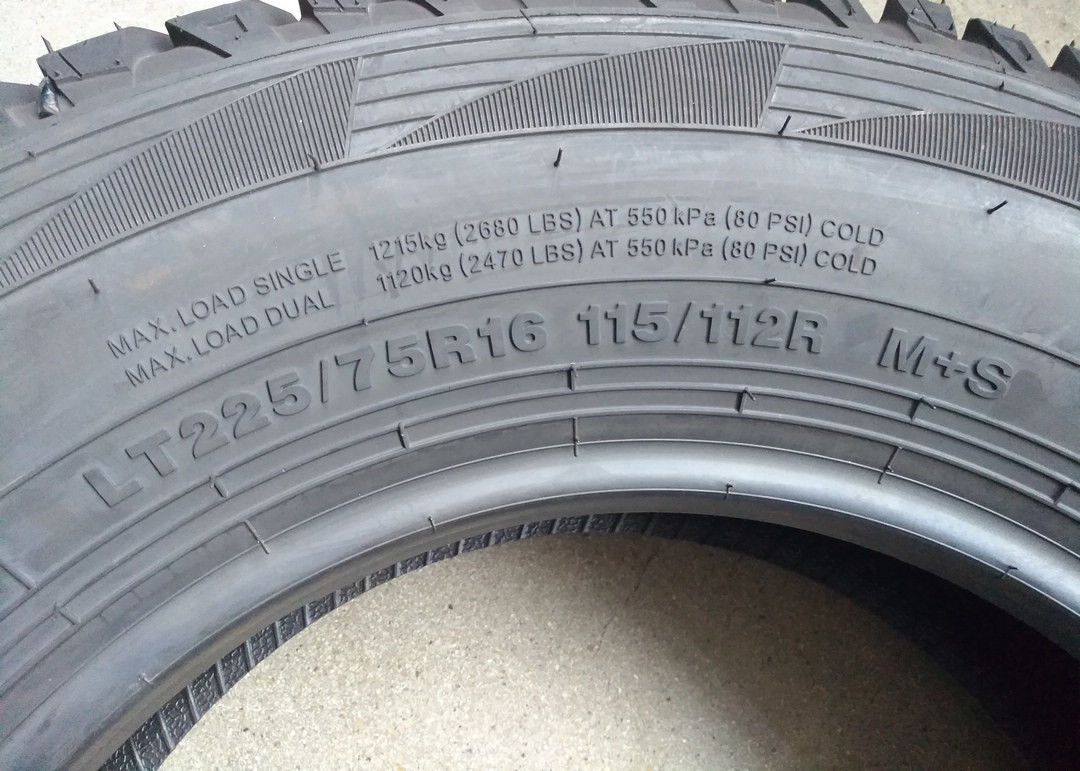 MAX. LOAD SINGLE 1215kg (2680 LBS) AT 550 kPa (80 PSI) COLD
MAX. LOAD DUAL 1120kg (2470 LBS) AT 550 kPa (80 PSI) COLD
LT225/75R16 115/112R M+S